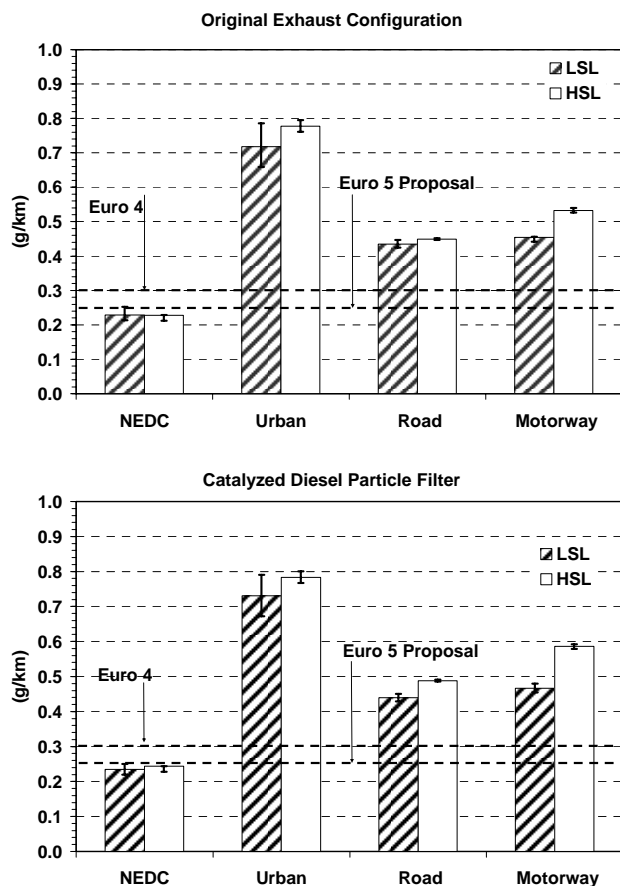 Original Exhaust Configuration
1.0
0.9
0.8
0.7
0.6
0.5
0.4
0.3
0.2
0.1
0.0
(g/km)
LSL
HSL
Euro 4
Euro 5 Proposal
NEDC Urban Road Motorway
Catalyzed Diesel Particle Filter
1.0
0.9
0.8
0.7
0.6
0.5
0.4
0.3
0.2
0.1
0.0
(g/km)
LSL
HSL
Euro 4
Euro 5 Proposal
NEDC Urban Road Motorway